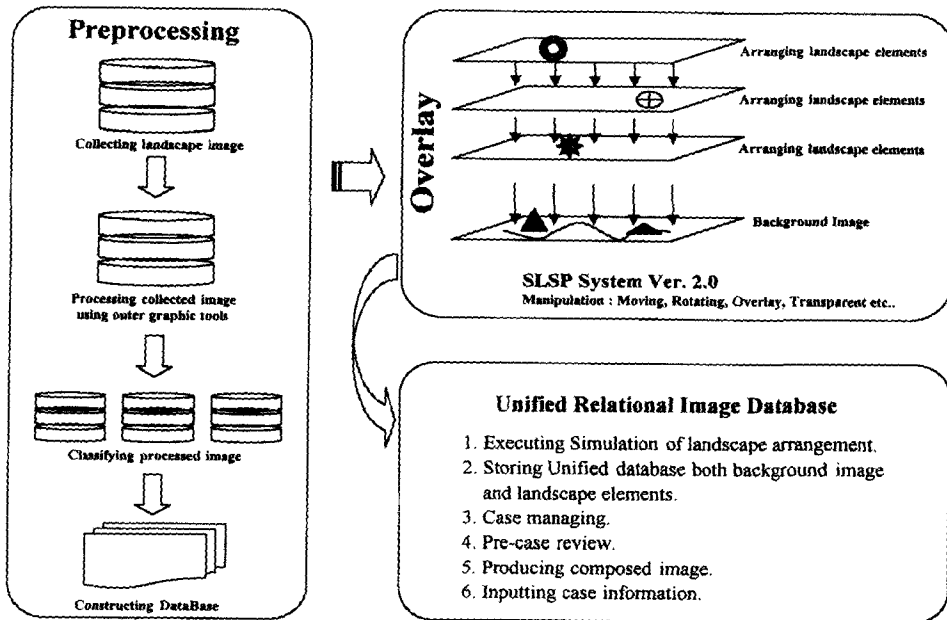 Preprocessing
Collecting landscape image
Processing collected image
using outer graphic tools
Classifying processed image
Constructing DataBase
Overlay
Arranging landscape elements
Arranging landscape elements
Arranging landscape elements
Background Image
SLSP System Ver. 2.0
Manipulation : Moving, Rotating, Overlay, Transparent etc..
Unified Relational Image Database
1. Executing Simulation of landscape arrangement.
2. Storing Unified database both background image
and landscape elements.
3. Case managing.
4. Pre-case review.
5. Producing composed image.
6. Inputting case information.